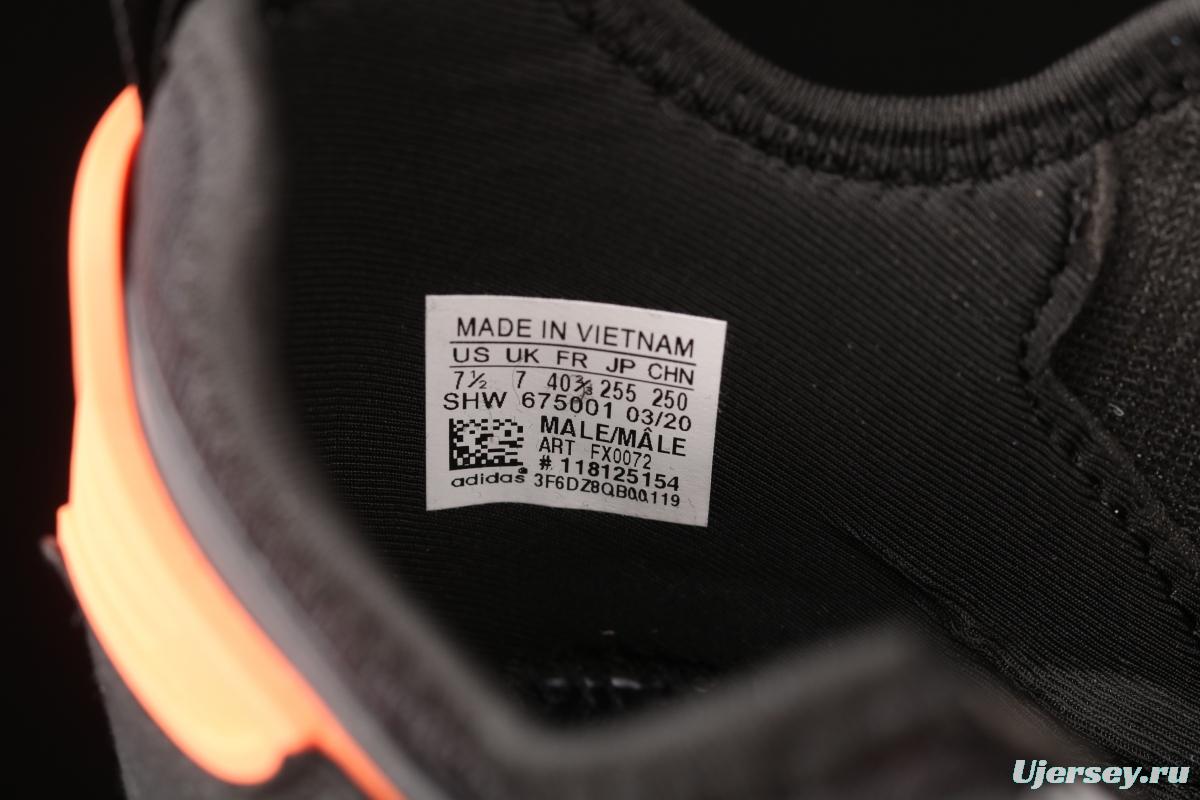 MADE IN VIETNAM
US UK FR JP CHN
7½ 7 40⅔ 255 250
SHW 675001 03/20
MALE/MÂLE
ART FX0072
# 118125154
adidas® 3F6DZ8QB00119
Ujersey.ru